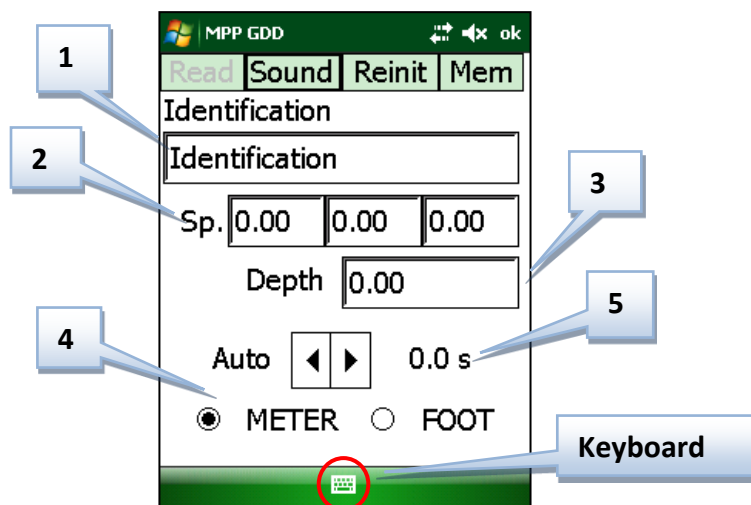 MPP GDD ok
1
Read Sound Reinit Mem
Identification
Identification
2
3
Sp. 0.00 0.00 0.00
Depth 0.00
5
4
Auto 0.0 s
METER FOOT
Keyboard